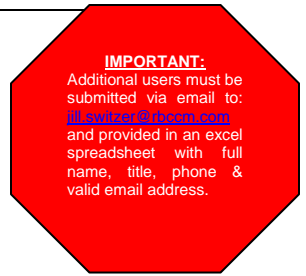 IMPORTANT:
Additional users must be
submitted via email to:
jill.switzer@rbccm.com
and provided in an excel
spreadsheet with full
name, title, phone &
valid email address.